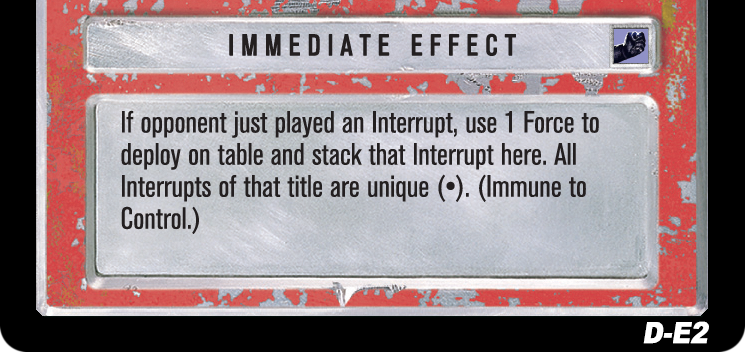 IMMEDIATE EFFECT
If opponent just played an Interrupt, use 1 Force to
deploy on table and stack that Interrupt here. All
Interrupts of that title are unique (•). (Immune to
Control.)
D-E2